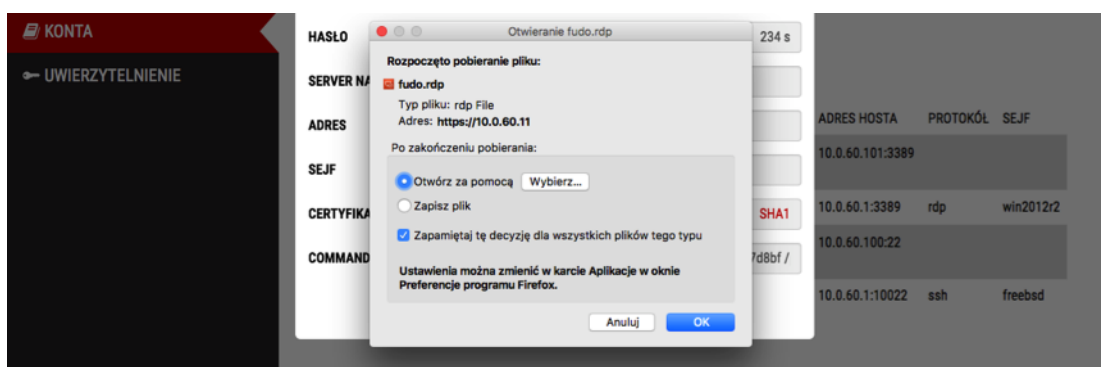 KONTA
UWIERZYTELNIENIE
HASŁO
234 s
SERVER NA
ADRES
SEJF
CERTYFIKA
SHA1
COMMAND
7d8bf /
Otwieranie fudo.rdp
Rozpoczęto pobieranie pliku:
fudo.rdp
Typ pliku: rdp File
Adres: https://10.0.60.11
Po zakończeniu pobierania:
Otwórz za pomocą Wybierz...
Zapisz plik
Zapamiętaj tę decyzję dla wszystkich plików tego typu
Ustawienia można zmienić w karcie Aplikacje w oknie
Preferencje programu Firefox.
Anuluj OK
ADRES HOSTA PROTOKÓŁ SEJF
10.0.60.101:3389
10.0.60.1:3389 rdp win2012r2
10.0.60.100:22
10.0.60.1:10022 ssh freebsd